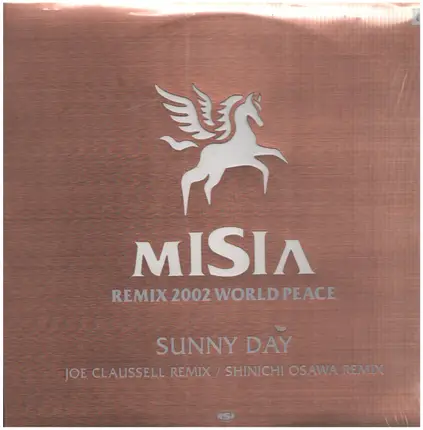 MISIA
REMIX 2002 WORLD PEACE
SUNNY DAY
JOE CLAUSSELL REMIX / SHINICHI OSAWA REMIX